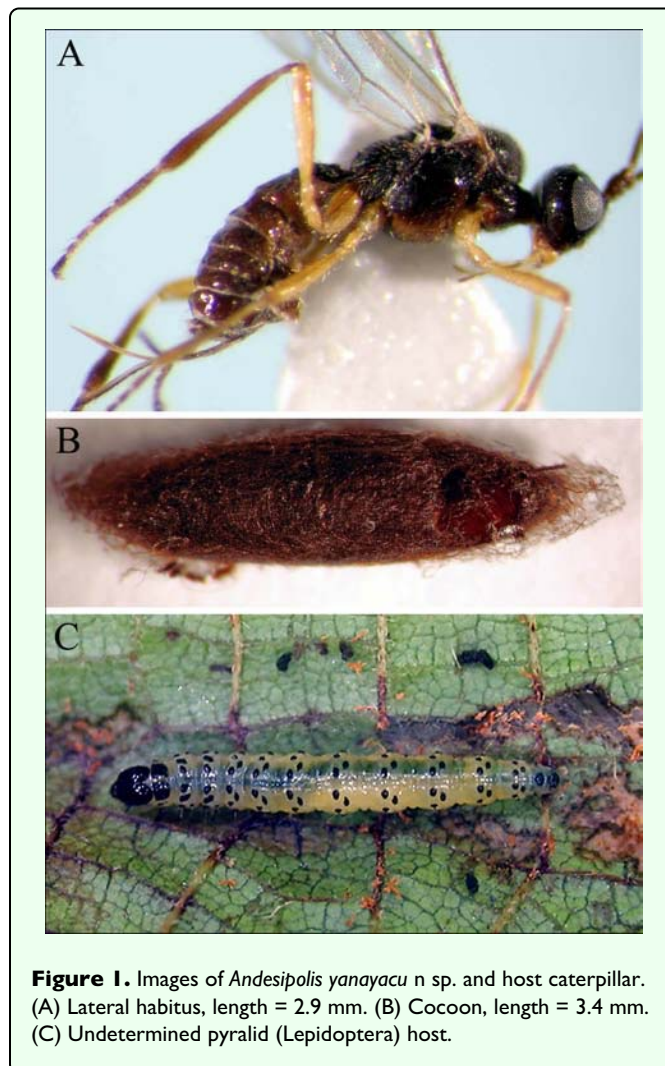 A
B
C
Figure 1. Images of Andesipolis yanayacu n sp. and host caterpillar.
(A) Lateral habitus, length = 2.9 mm. (B) Cocoon, length = 3.4 mm.
(C) Undetermined pyralid (Lepidoptera) host.